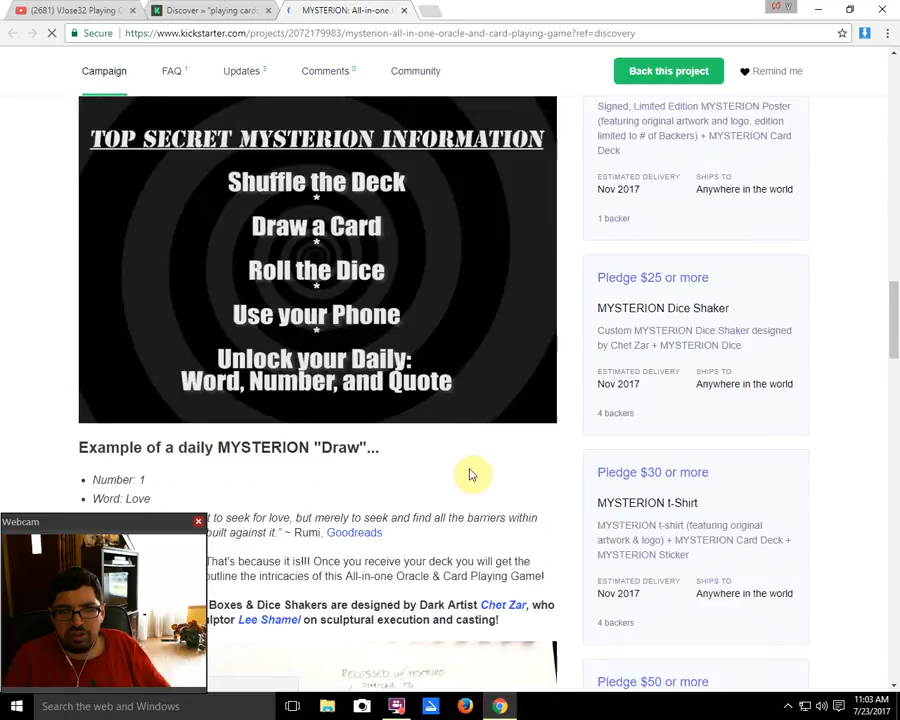 (2681) VJose32 Playing C
Discover » "playing card
MYSTERION: All-in-one
Secure
https://www.kickstarter.com/projects/2072179983/mysterion-all-in-one-oracle-and-card-playing-game?ref=discovery
Campaign
FAQ 1
Updates 3
Comments 0
Community
Back this project
Remind me
TOP SECRET MYSTERION INFORMATION
Shuffle the Deck
*
Draw a Card
*
Roll the Dice
*
Use your Phone
*
Unlock your Daily:
Word, Number, and Quote
Example of a daily MYSTERION "Draw"...
• Number: 1
• Word: Love
t to seek for love, but merely to seek and find all the barriers within
built against it." ~ Rumi, Goodreads
That's because it is!!! Once you receive your deck you will get the
outline the intricacies of this All-in-one Oracle & Card Playing Game!
Boxes & Dice Shakers are designed by Dark Artist Chet Zar, who
ulptor Lee Shamel on sculptural execution and casting!
RELESSED W/TEXTURE
SIMILAR TO
Signed, Limited Edition MYSTERION Poster
(featuring original artwork and logo, edition
limited to # of Backers) + MYSTERION Card
Deck
ESTIMATED DELIVERY
SHIPS TO
Nov 2017
Anywhere in the world
1 backer
Pledge $25 or more
MYSTERION Dice Shaker
Custom MYSTERION Dice Shaker designed
by Chet Zar + MYSTERION Dice
ESTIMATED DELIVERY
SHIPS TO
Nov 2017
Anywhere in the world
4 backers
Pledge $30 or more
MYSTERION t-Shirt
MYSTERION t-shirt (featuring original
artwork & logo) + MYSTERION Card Deck +
MYSTERION Sticker
ESTIMATED DELIVERY
SHIPS TO
Nov 2017
Anywhere in the world
4 backers
Pledge $50 or more
Webcam
Search the web and Windows
11:03 AM
7/23/2017